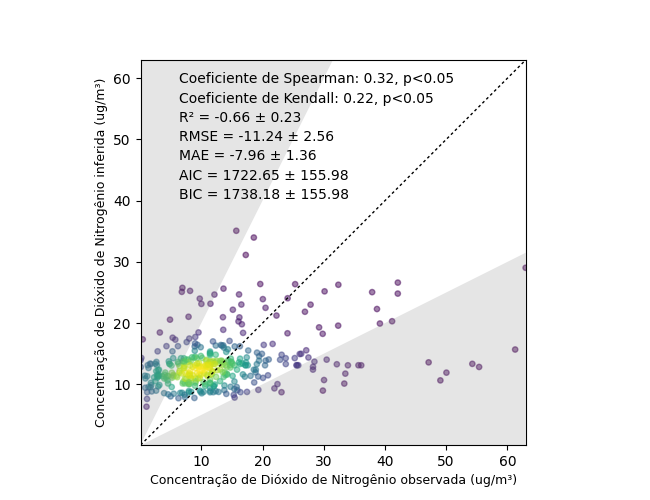 Coeficiente de Spearman: 0.32, p<0.05
Coeficiente de Kendall: 0.22, p<0.05
R² = -0.66 ± 0.23
RMSE = -11.24 ± 2.56
MAE = -7.96 ± 1.36
AIC = 1722.65 ± 155.98
BIC = 1738.18 ± 155.98
Concentração de Dióxido de Nitrogênio inferida (ug/m³)
60
50
40
30
20
10
10 20 30 40 50 60
Concentração de Dióxido de Nitrogênio observada (ug/m³)